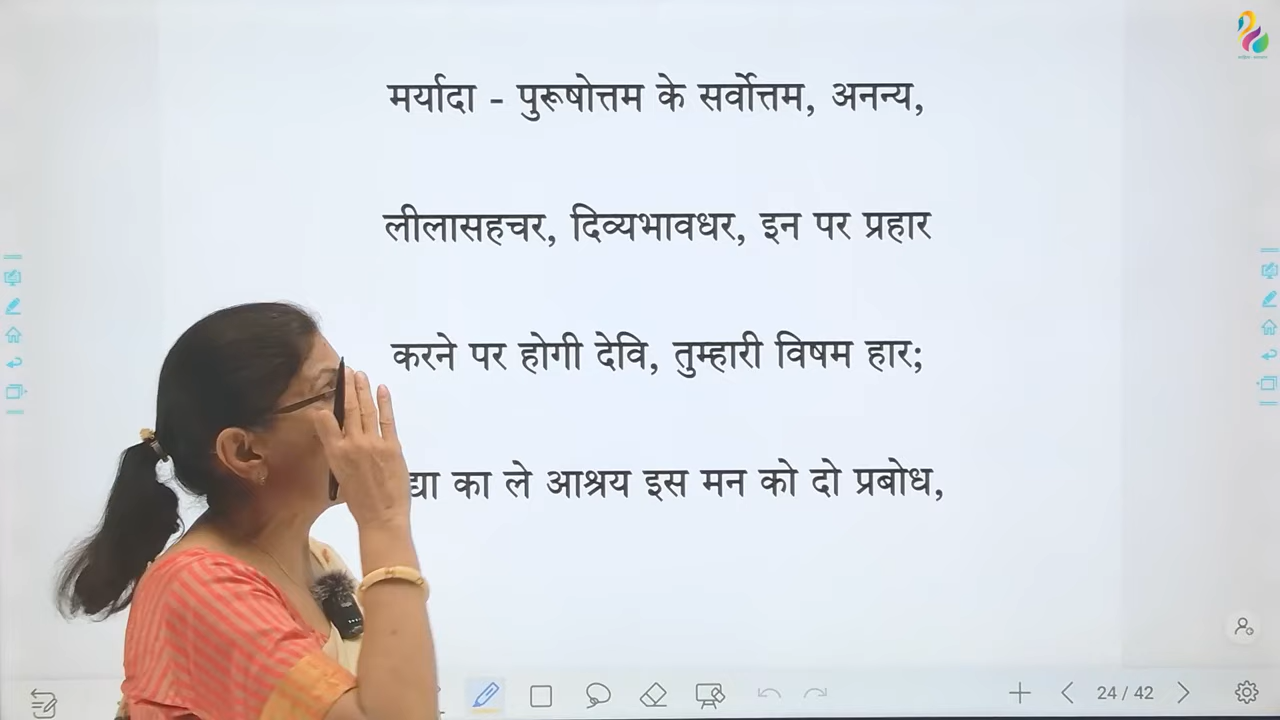 मर्यादा - पुरूषोत्तम के सर्वोत्तम, अनन्य,
लीलासहचर, दिव्यभावधर, इन पर प्रहार
करने पर होगी देवि, तुम्हारी विषम हार;
का ले आश्रय इस मन को दो प्रबोध,
24 / 42